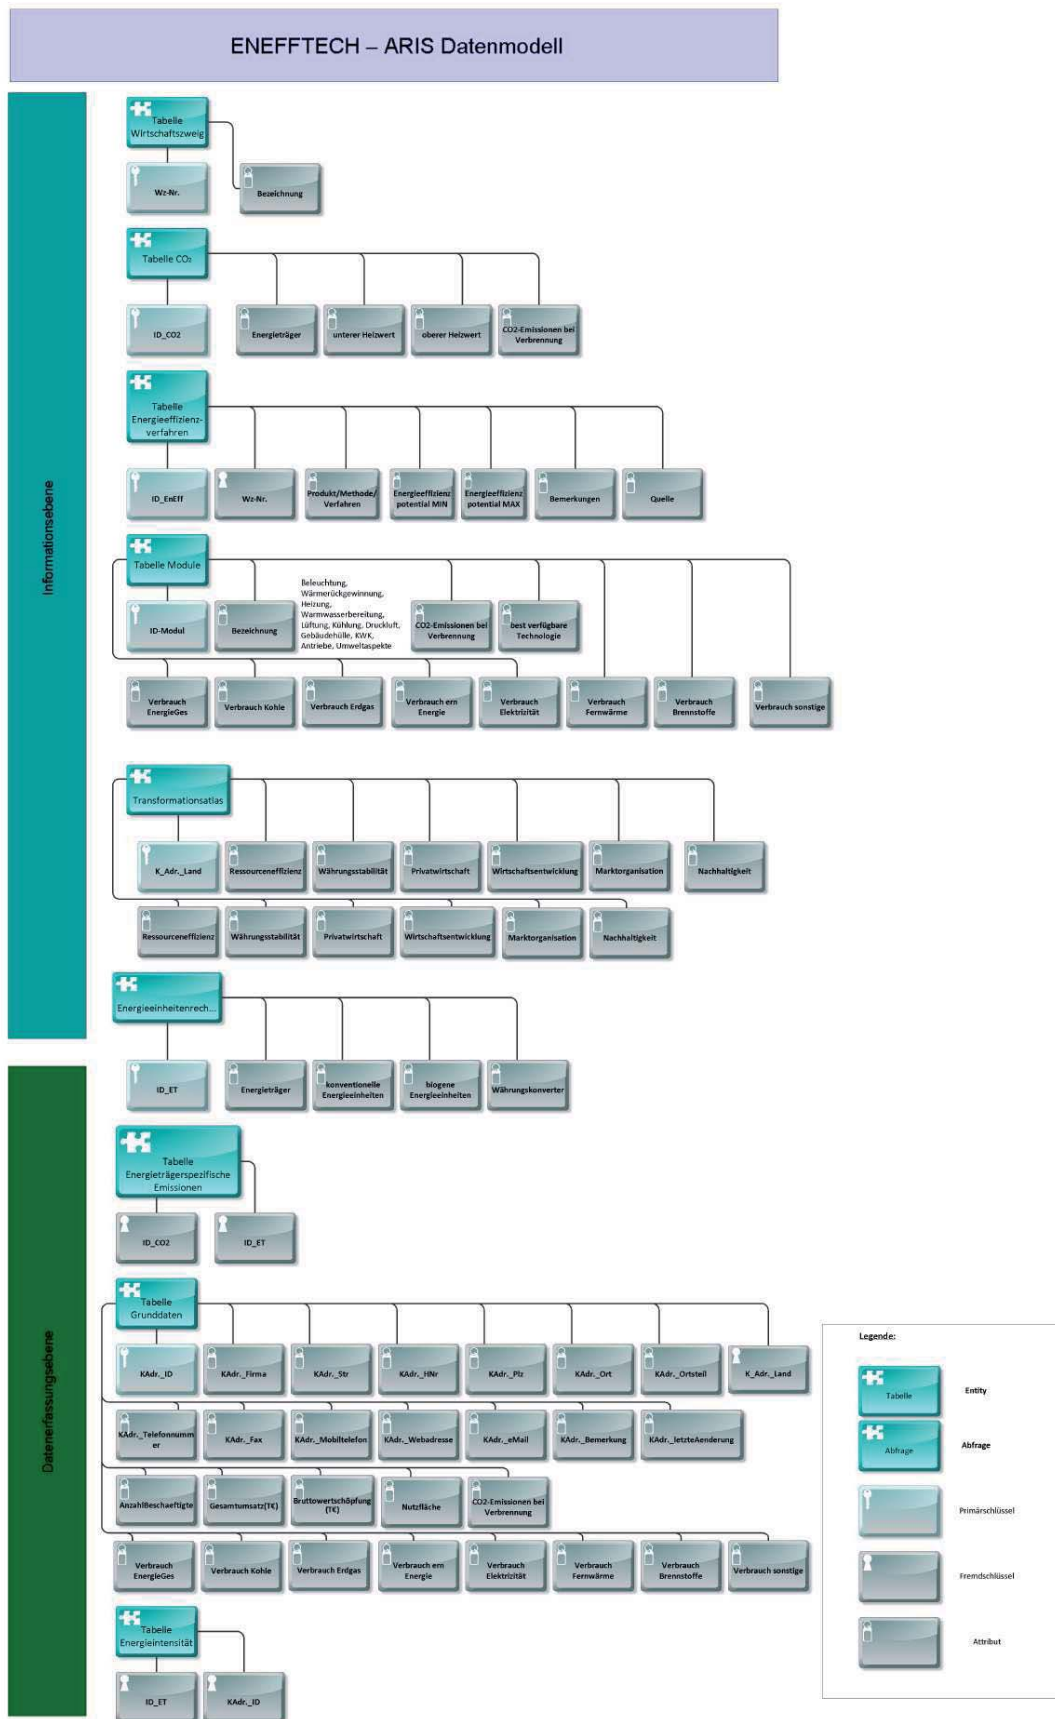 ENEFFTECH – ARIS Datenmodell
Informationsebene
Tabelle
Wirtschaftszweig
Wz-Nr.
Bezeichnung
Tabelle CO₂
ID_CO2
Energieträger
unterer Heizwert
oberer Heizwert
CO2-Emissionen bei
Verbrennung
Tabelle
Energieeffizienz-
verfahren
ID_EnEff
Wz-Nr.
Produkt/Methode/
Verfahren
Energieeffizienz
potential MIN
Energieeffizienz
potential MAX
Bemerkungen
Quelle
Tabelle Module
ID-Modul
Bezeichnung
Beleuchtung,
Wärmerückgewinnung,
Heizung,
Warmwasserbereitung,
Lüftung, Kühlung, Druckluft,
Gebäudehülle, KWK,
Antriebe, Umweltaspekte
CO2-Emissionen bei
Verbrennung
best verfügbare
Technologie
Verbrauch
EnergieGes
Verbrauch Kohle
Verbrauch Erdgas
Verbrauch ern
Energie
Verbrauch
Elektrizität
Verbrauch
Fernwärme
Verbrauch
Brennstoffe
Verbrauch sonstige
Transformationsatlas
K_Adr._Land
Ressourceneffizienz
Währungsstabilität
Privatwirtschaft
Wirtschaftsentwicklung
Marktorganisation
Nachhaltigkeit
Ressourceneffizienz
Währungsstabilität
Privatwirtschaft
Wirtschaftsentwicklung
Marktorganisation
Nachhaltigkeit
Energieeinheitenrech...
ID_ET
Energieträger
konventionelle
Energieeinheiten
biogene
Energieeinheiten
Währungskonverter
Datenerfassungsebene
Tabelle
Energieträgerspezifische
Emissionen
ID_CO2
ID_ET
Tabelle
Grunddaten
KAdr._ID
KAdr._Firma
KAdr._Str
KAdr._HNr
KAdr._Plz
KAdr._Ort
KAdr._Ortsteil
K_Adr._Land
KAdr._Telefonnumm
er
KAdr._Fax
KAdr._Mobiltelefon
KAdr._Webadresse
KAdr._eMail
KAdr._Bemerkung
KAdr._letzteAenderung
AnzahlBeschaeftigte
Gesamtumsatz(T€)
Bruttowertschöpfung
(T€)
Nutzfläche
CO2-Emissionen bei
Verbrennung
Verbrauch
EnergieGes
Verbrauch Kohle
Verbrauch Erdgas
Verbrauch ern
Energie
Verbrauch
Elektrizität
Verbrauch
Fernwärme
Verbrauch
Brennstoffe
Verbrauch sonstige
Tabelle
Energieintensität
ID_ET
KAdr._ID
Legende:
Tabelle
Entity
Abfrage
Abfrage
Primärschlüssel
Fremdschlüssel
Attribut